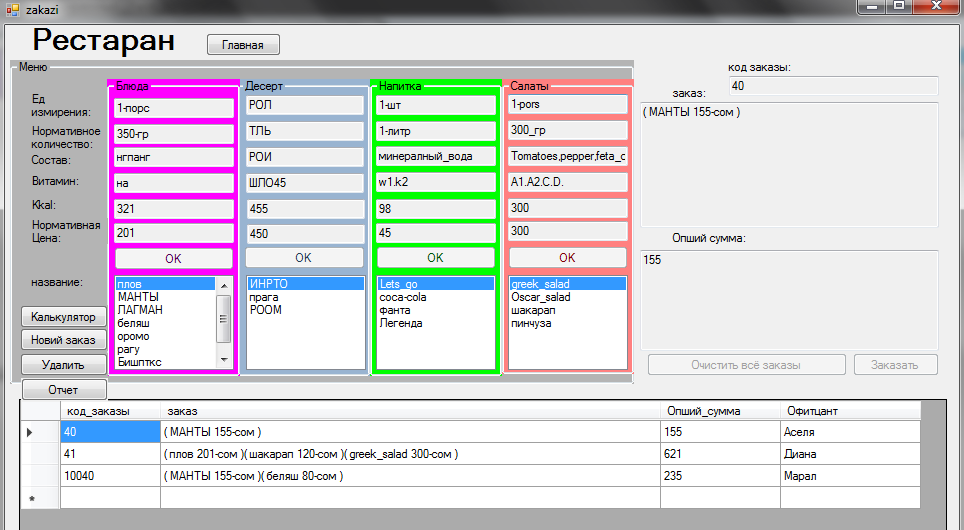 zakazi
Рестаран
Главная
Меню
Блюда
Десерт
Напитка
Салаты
код заказы:
40
заказ:
( МАНТЫ 155-сом )
Ед измирения:
1-порс
РОЛ
1-шт
1-pors
Нормативное количество:
350-гр
ТЛЬ
1-литр
300_гр
Состав:
нгпанг
РОИ
минералный_вода
Tomatoes,pepper,feta_c
Витамин:
на
ШЛО45
w1.k2
A1.A2.C.D.
Kkal:
321
455
98
300
Нормативная Цена:
201
450
45
300
Опший сумма:
155
OK
OK
OK
OK
название:
плов
МАНТЫ
ЛАГМАН
беляш
оромо
рагу
Бишпткс
ИНРТО
прага
РООМ
Lets_go
coca-cola
фанта
Легенда
greek_salad
Oscar_salad
шакарап
пинчуза
Калькулятор
Новий заказ
Удалить
Отчет
Очистить всё заказы
Заказать
код_заказы заказ Опший_сумма Официант
40 ( МАНТЫ 155-сом ) 155 Аселя
41 ( плов 201-сом )( шакарап 120-сом )( greek_salad 300-сом ) 621 Диана
10040 ( МАНТЫ 155-сом )( беляш 80-сом ) 235 Марал